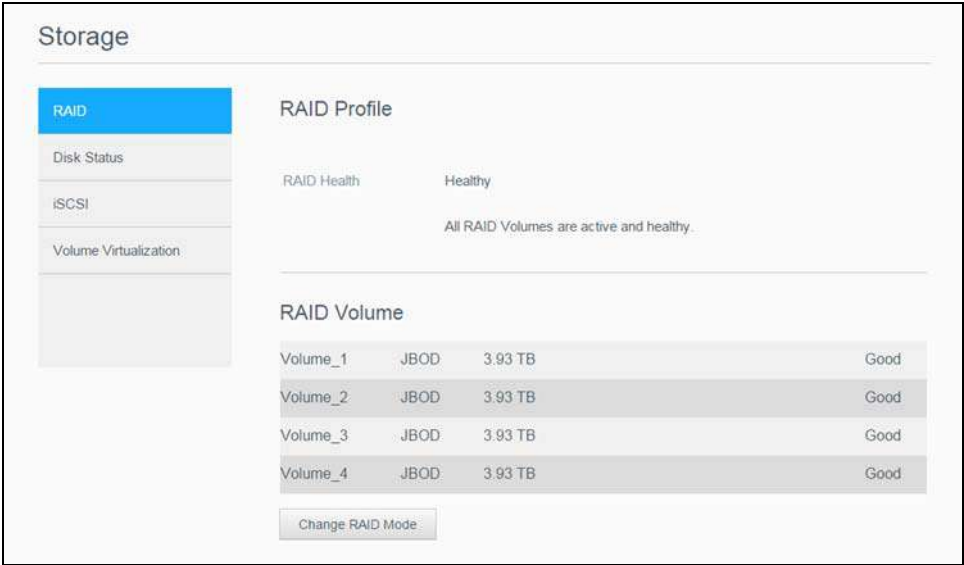 Storage
RAID
Disk Status
iSCSI
Volume Virtualization
RAID Profile
RAID Health Healthy
All RAID Volumes are active and healthy.
RAID Volume
Volume_1 JBOD 3.93 TB Good
Volume_2 JBOD 3.93 TB Good
Volume_3 JBOD 3.93 TB Good
Volume_4 JBOD 3.93 TB Good
Change RAID Mode